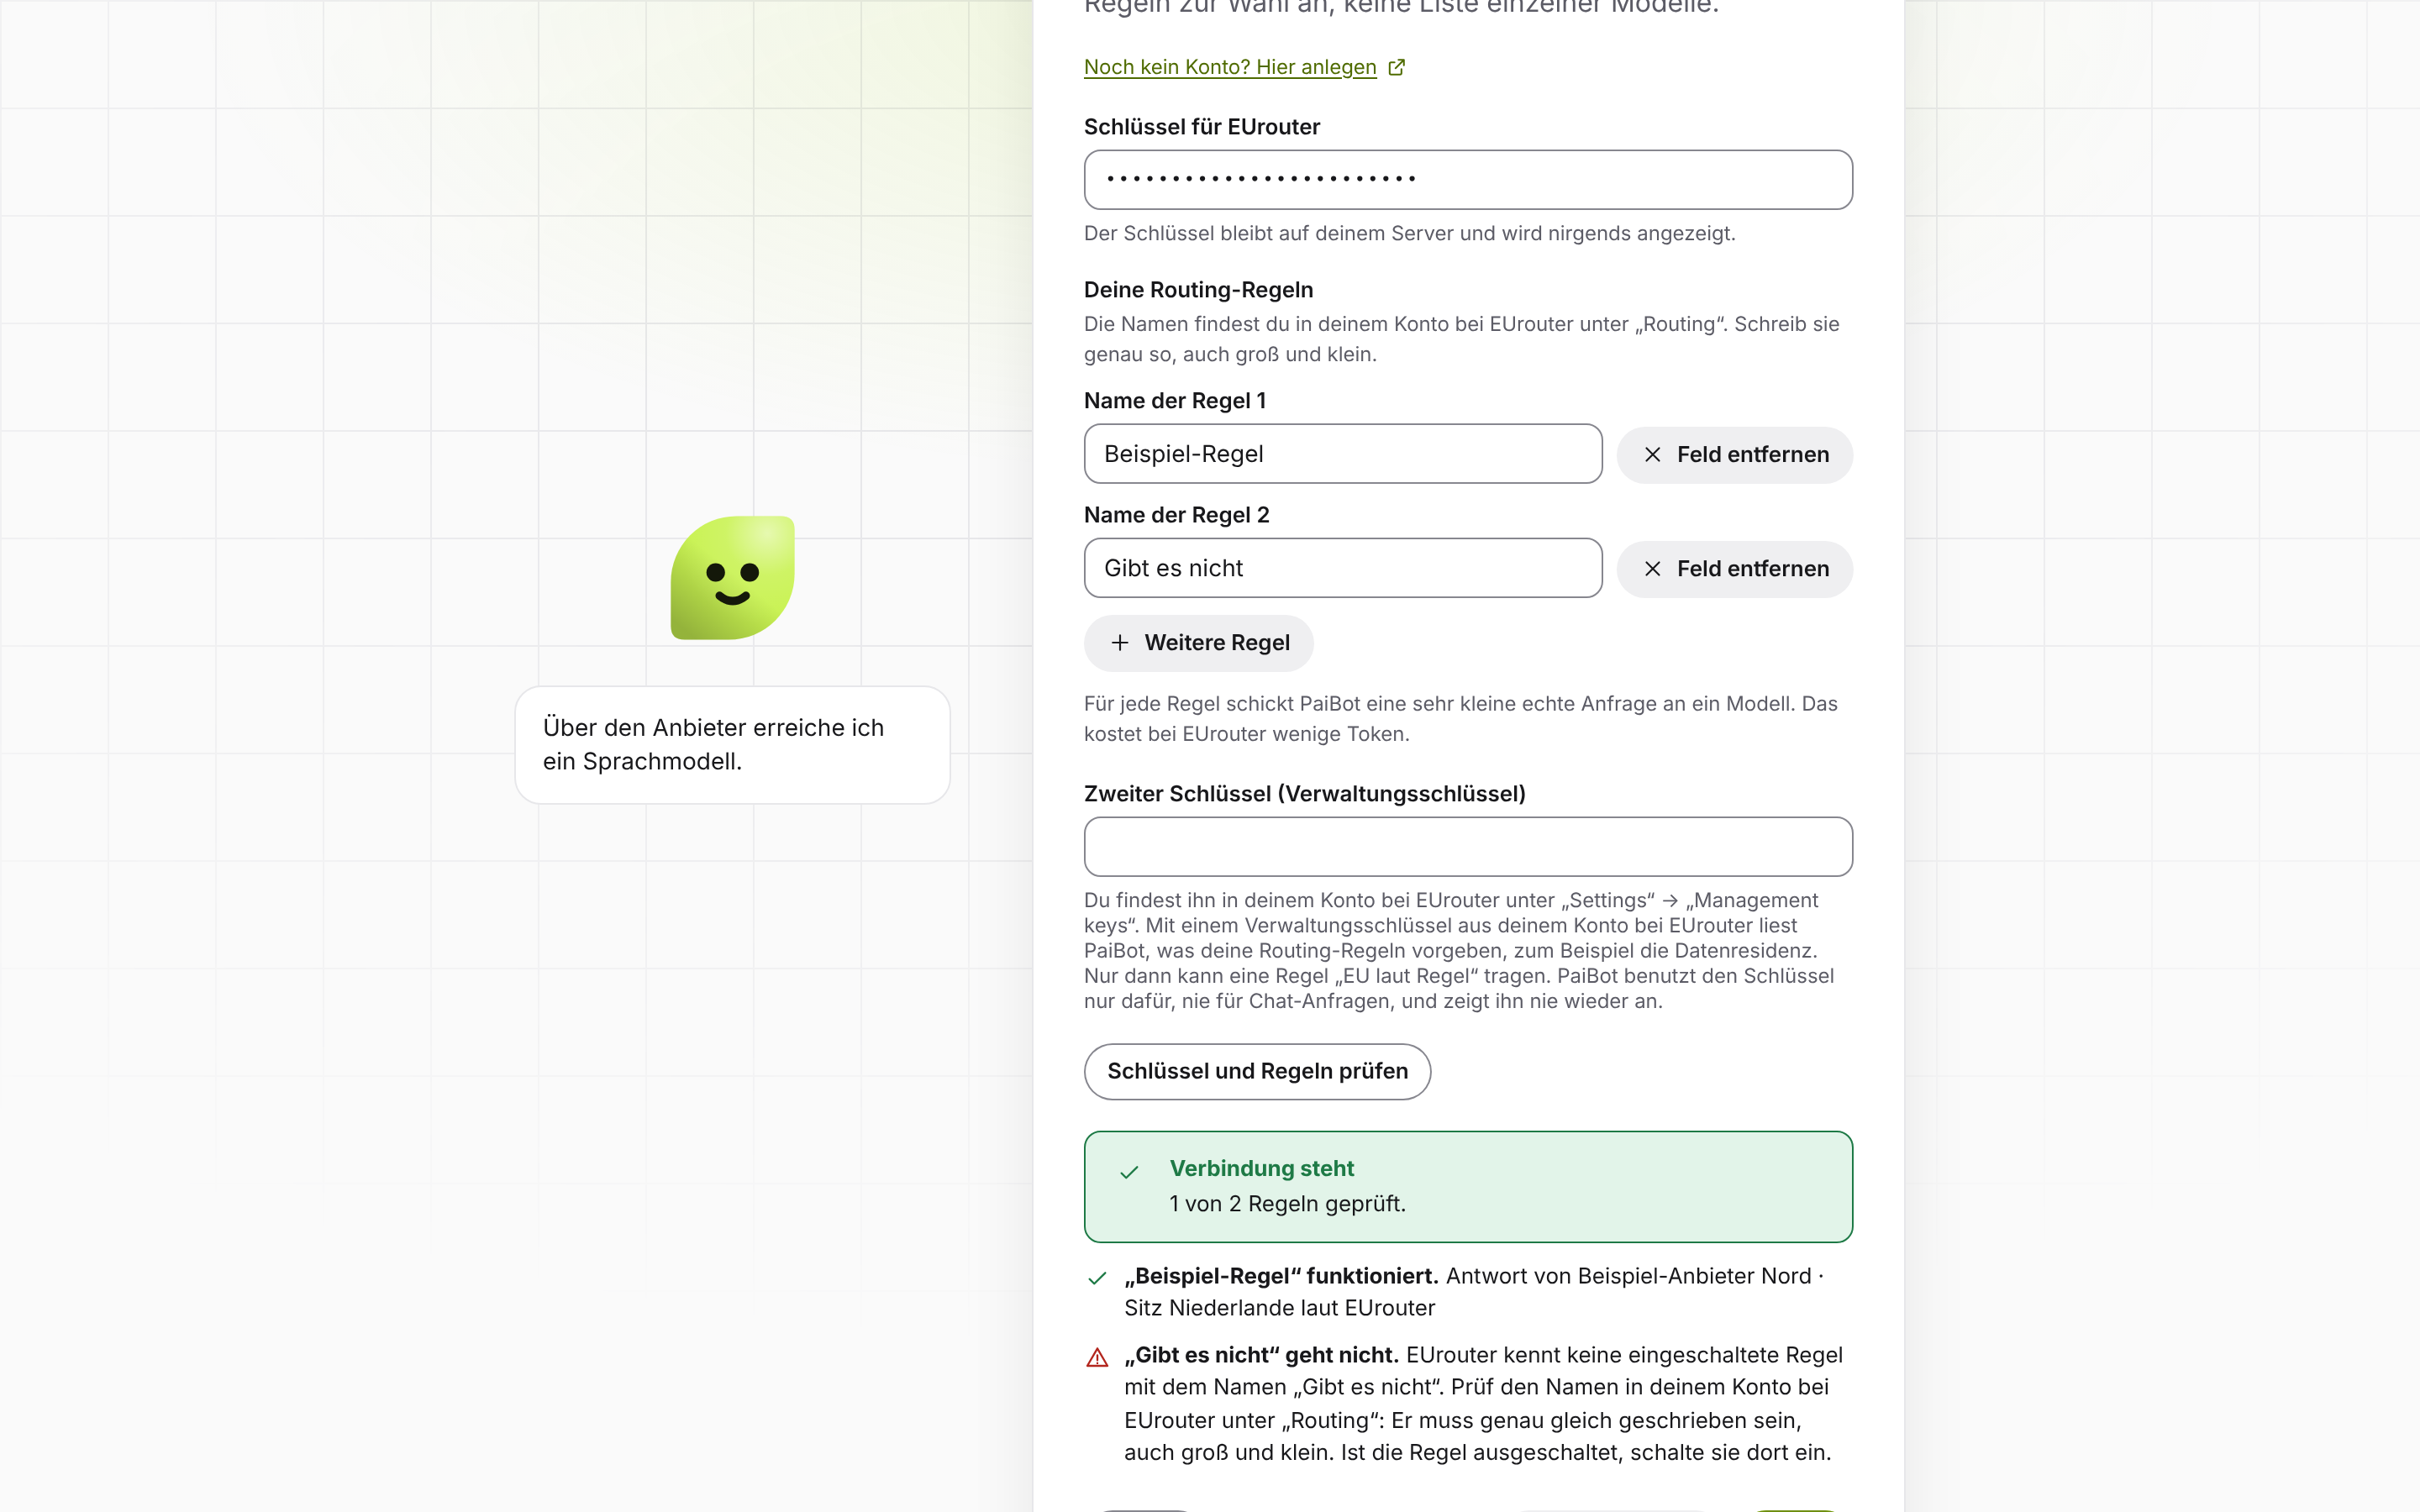 Regeln zur Wahl an, keine Liste einzelner Modelle.
Noch kein Konto? Hier anlegen
Schlüssel für EUrouter
••••••••••••••••••••••••
Der Schlüssel bleibt auf deinem Server und wird nirgends angezeigt.
Deine Routing-Regeln
Die Namen findest du in deinem Konto bei EUrouter unter „Routing“. Schreib sie
genau so, auch groß und klein.
Name der Regel 1
Beispiel-Regel
Feld entfernen
Name der Regel 2
Gibt es nicht
Feld entfernen
Weitere Regel
Für jede Regel schickt PaiBot eine sehr kleine echte Anfrage an ein Modell. Das
kostet bei EUrouter wenige Token.
Über den Anbieter erreiche ich
ein Sprachmodell.
Zweiter Schlüssel (Verwaltungsschlüssel)
Du findest ihn in deinem Konto bei EUrouter unter „Settings“ → „Management
keys“. Mit einem Verwaltungsschlüssel aus deinem Konto bei EUrouter liest
PaiBot, was deine Routing-Regeln vorgeben, zum Beispiel die Datenresidenz.
Nur dann kann eine Regel „EU laut Regel“ tragen. PaiBot benutzt den Schlüssel
nur dafür, nie für Chat-Anfragen, und zeigt ihn nie wieder an.
Schlüssel und Regeln prüfen
Verbindung steht
1 von 2 Regeln geprüft.
„Beispiel-Regel“ funktioniert. Antwort von Beispiel-Anbieter Nord ·
Sitz Niederlande laut EUrouter
„Gibt es nicht“ geht nicht. EUrouter kennt keine eingeschaltete Regel
mit dem Namen „Gibt es nicht“. Prüf den Namen in deinem Konto bei
EUrouter unter „Routing“: Er muss genau gleich geschrieben sein,
auch groß und klein. Ist die Regel ausgeschaltet, schalte sie dort ein.